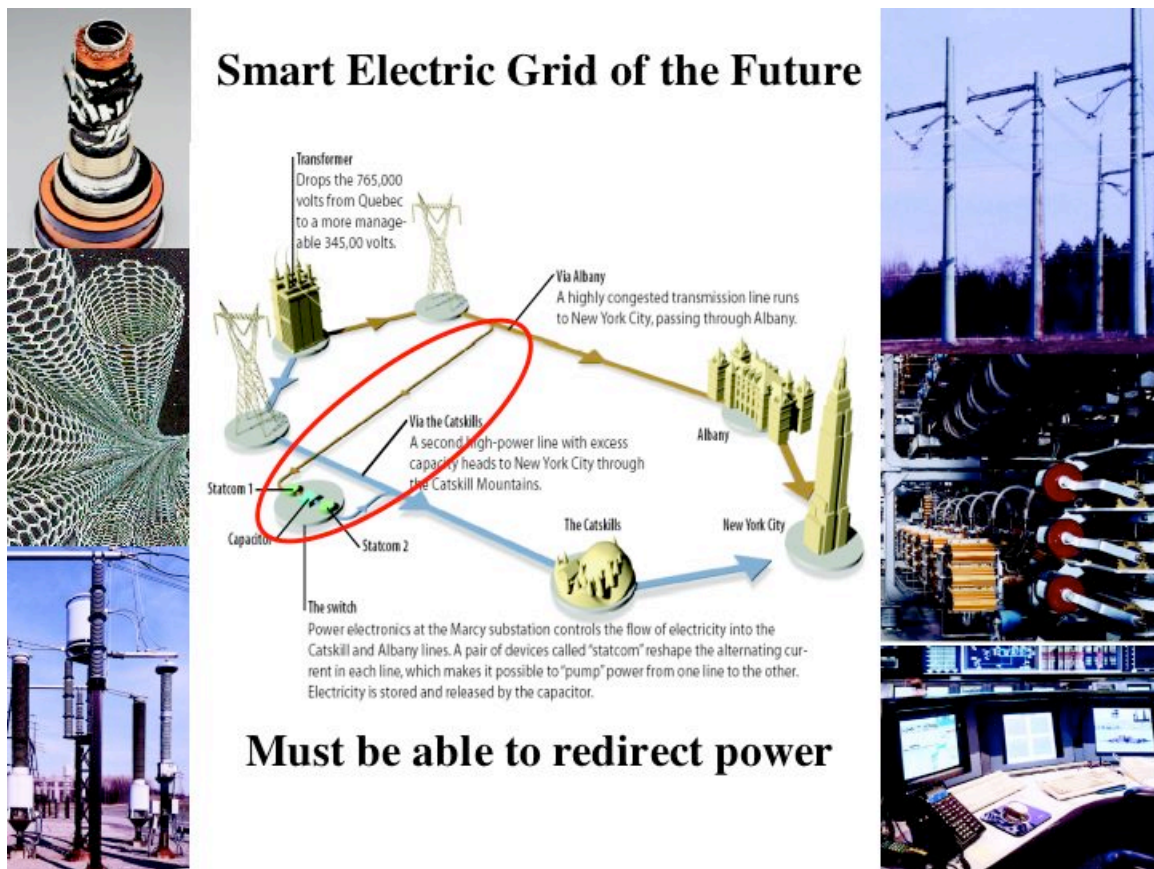 Smart Electric Grid of the Future
Transformer
Drops the 765,000
volts from Quebec
to a more manage-
able 345,00 volts.
Via Albany
A highly congested transmission line runs
to New York City, passing through Albany.
Via the Catskills
A second high-power line with excess
capacity heads to New York City through
the Catskill Mountains.
Albany
Statcom 1
Capacitor
Statcom 2
The Catskills
New York City
The switch
Power electronics at the Marcy substation controls the flow of electricity into the
Catskill and Albany lines. A pair of devices called “statcom” reshape the alternating cur-
rent in each line, which makes it possible to “pump” power from one line to the other.
Electricity is stored and released by the capacitor.
Must be able to redirect power